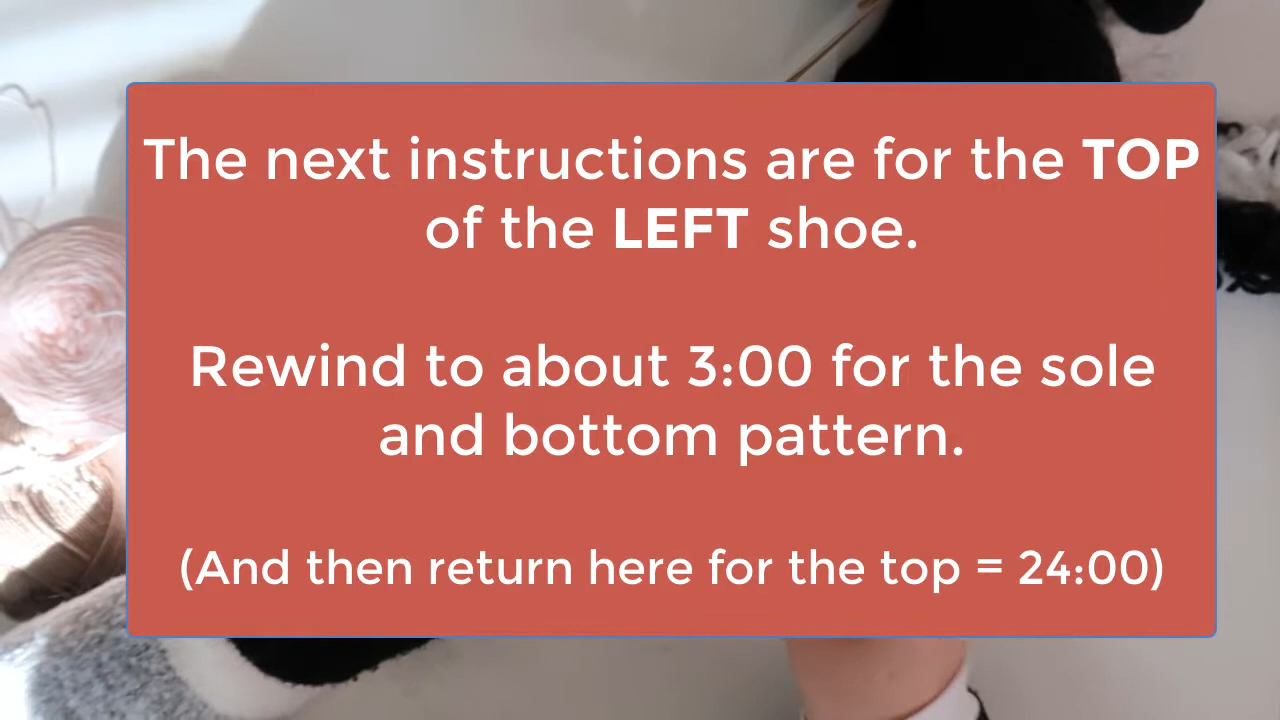 The next instructions are for the TOP
of the LEFT shoe.
Rewind to about 3:00 for the sole
and bottom pattern.
(And then return here for the top = 24:00)